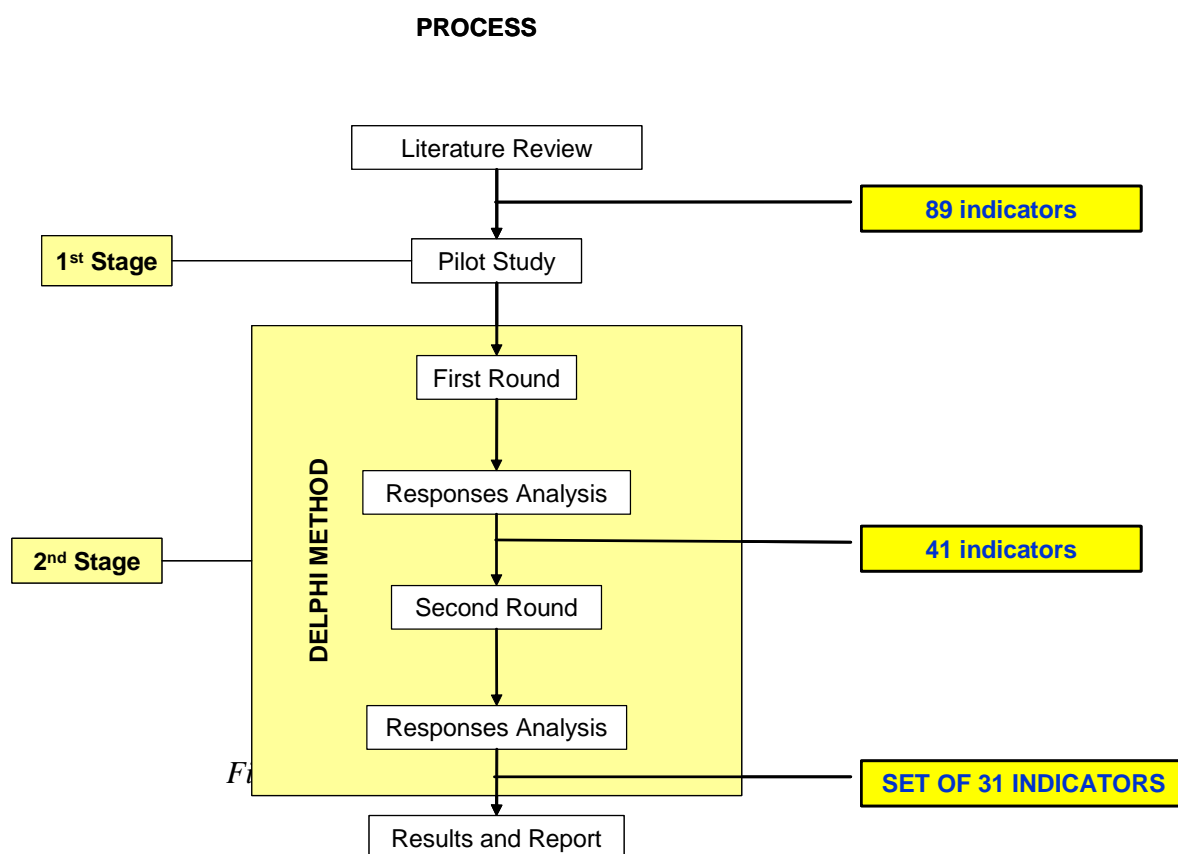 PROCESS
Literature Review
89 indicators
1st Stage
Pilot Study
First Round
DELPHI METHOD
Responses Analysis
41 indicators
2nd Stage
Second Round
Responses Analysis
SET OF 31 INDICATORS
Results and Report